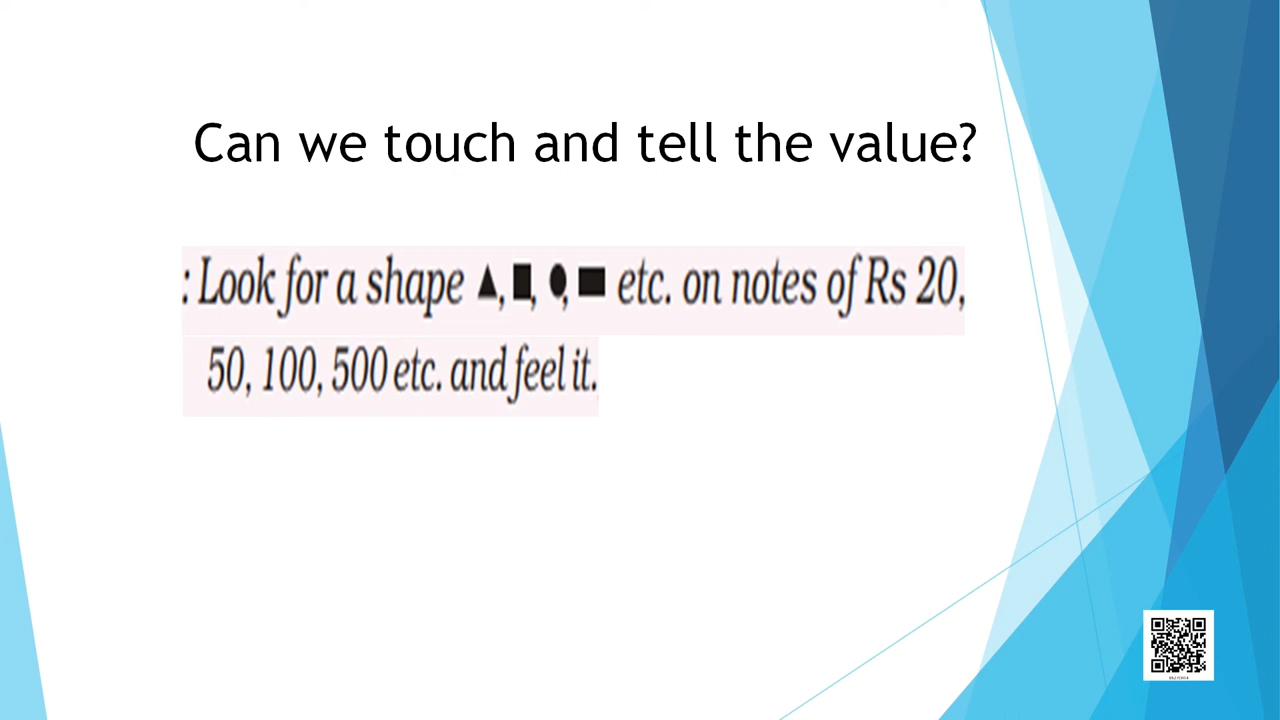 Can we touch and tell the value?
: Look for a shape ▲, ■, ●, ■ etc. on notes of Rs 20,
50, 100, 500 etc. and feel it.